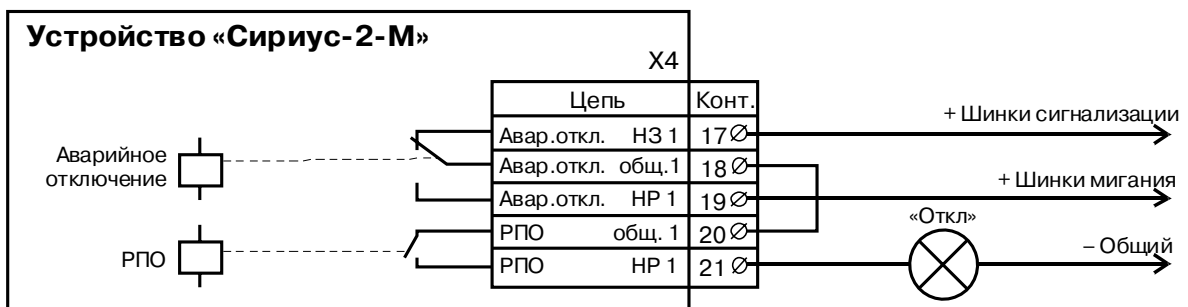 Устройство «Сириус-2-М»
X4
Цепь Конт.
Авар.откл. НЗ 1 17
Авар.откл. общ.1 18
Авар.откл. НР 1 19
РПО общ. 1 20
РПО НР 1 21
Аварийное
отключение
РПО
+ Шинки сигнализации
+ Шинки мигания
«Откл»
– Общий